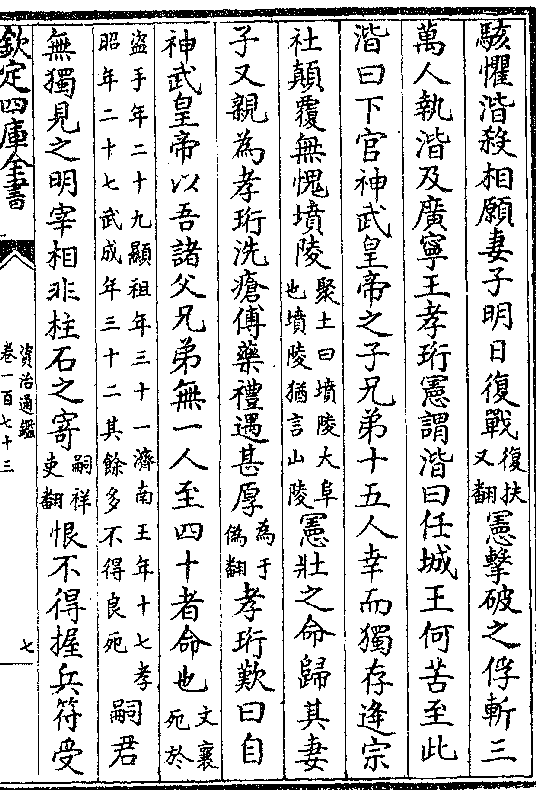 駭懼湝殺相願妻子明日復戰復扶又翻憲擊破之俘斬三
萬人執湝及廣寧王孝珩憲謂湝曰任城王何苦至此
湝曰下官神武皇帝之子兄弟十五人幸而獨存逢宗
社顛覆無愧墳陵聚土曰墳陵大阜也墳陵猶言山陵憲壯之命歸其妻
子又親為孝珩洗瘡傅藥禮遇甚厚為于偽翻孝珩歎曰自
神武皇帝以吾諸父兄弟無一人至四十者命也文襄死於
盜手年二十九顯祖年三十一濟南王年十七孝昭年二十七武成年三十二其餘多不得良死嗣君
無獨見之明宰相非柱石之寄嗣祥吏翻恨不得握兵符受
欽定四庫全書
資治通鑑
卷一百七十三
七